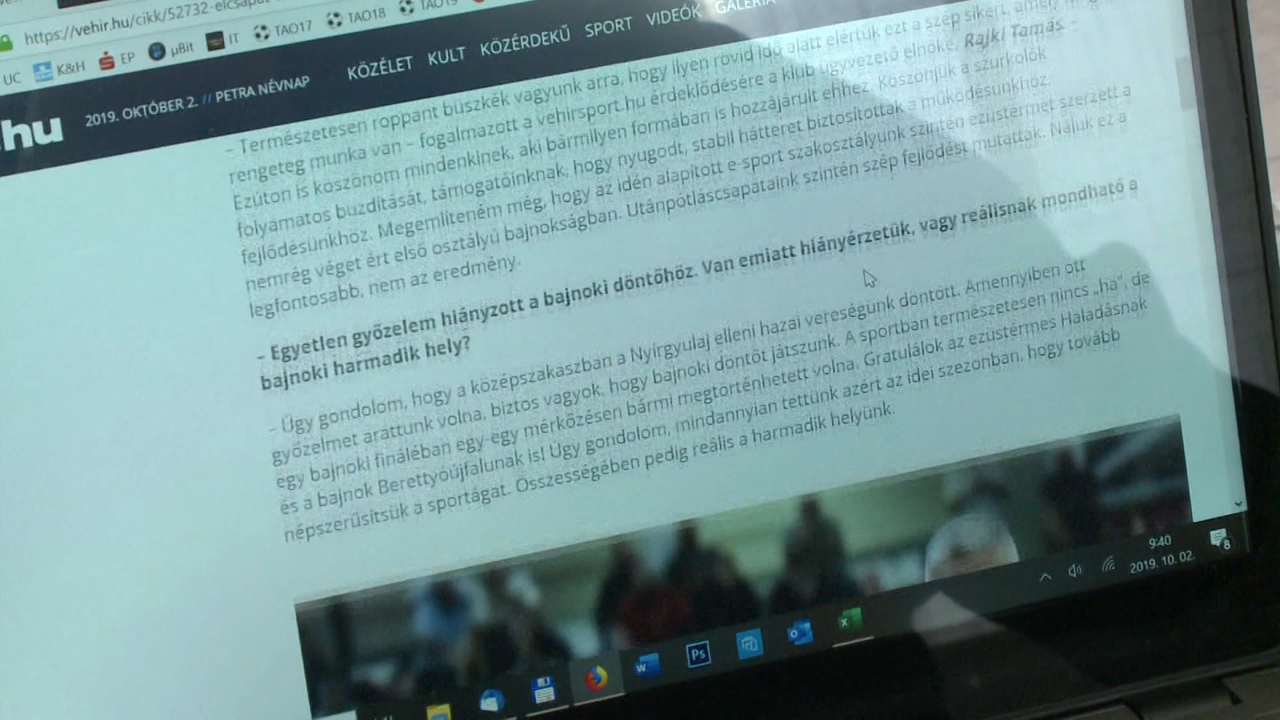 https://vehir.hu/cikk/52732-elcsapat
UC K&H EP µBit IT TAO17 TAO18 TAO19
.hu 2019. OKTÓBER 2. // PETRA NÉVNAP KÖZÉLET KULT KÖZÉRDEKŰ SPORT VIDEÓK GALÉRIA
– Természetesen roppant büszkék vagyunk arra, hogy ilyen rövid idő alatt elértük ezt a szép sikert, amely
rengeteg munka van – fogalmazott a vehirsport.hu érdeklődésére a klub ügyvezető elnöke, Rajki Tamás. –
Ezúton is köszönöm mindenkinek, aki bármilyen formában is hozzájárult ehhez. Köszönjük a szurkolók
folyamatos buzdítását, támogatóinknak, hogy nyugodt, stabil hátteret biztosítottak a működésünkhöz,
fejlődésünkhöz. Megemlíteném még, hogy az idén alapított e-sport szakosztályunk szintén ezüstérmet szerzett a
nemrég véget ért első osztályú bajnokságban. Utánpótláscsapataink szintén szép fejlődést mutattak. Náluk ez a
legfontosabb, nem az eredmény.
– Egyetlen győzelem hiányzott a bajnoki döntőhöz. Van emiatt hiányérzetük, vagy reálisnak mondható a
bajnoki harmadik hely?
– Úgy gondolom, hogy a középszakaszban a Nyírgyulaj elleni hazai vereségünk döntött. Amennyiben ott
győzelmet arattunk volna, biztos vagyok, hogy bajnoki döntőt játszunk. A sportban természetesen nincs „ha”, de
egy bajnoki fináléban egy-egy mérkőzésen bármi megtörténhetett volna. Gratulálok az ezüstérmes Haladásnak
és a bajnok Berettyóújfalunak is! Úgy gondolom, mindannyian tettünk azért az idei szezonban, hogy tovább
népszerűsítsük a sportágat. Összességében pedig reális a harmadik helyünk.
9:40
2019. 10. 02.
8
W Ps X